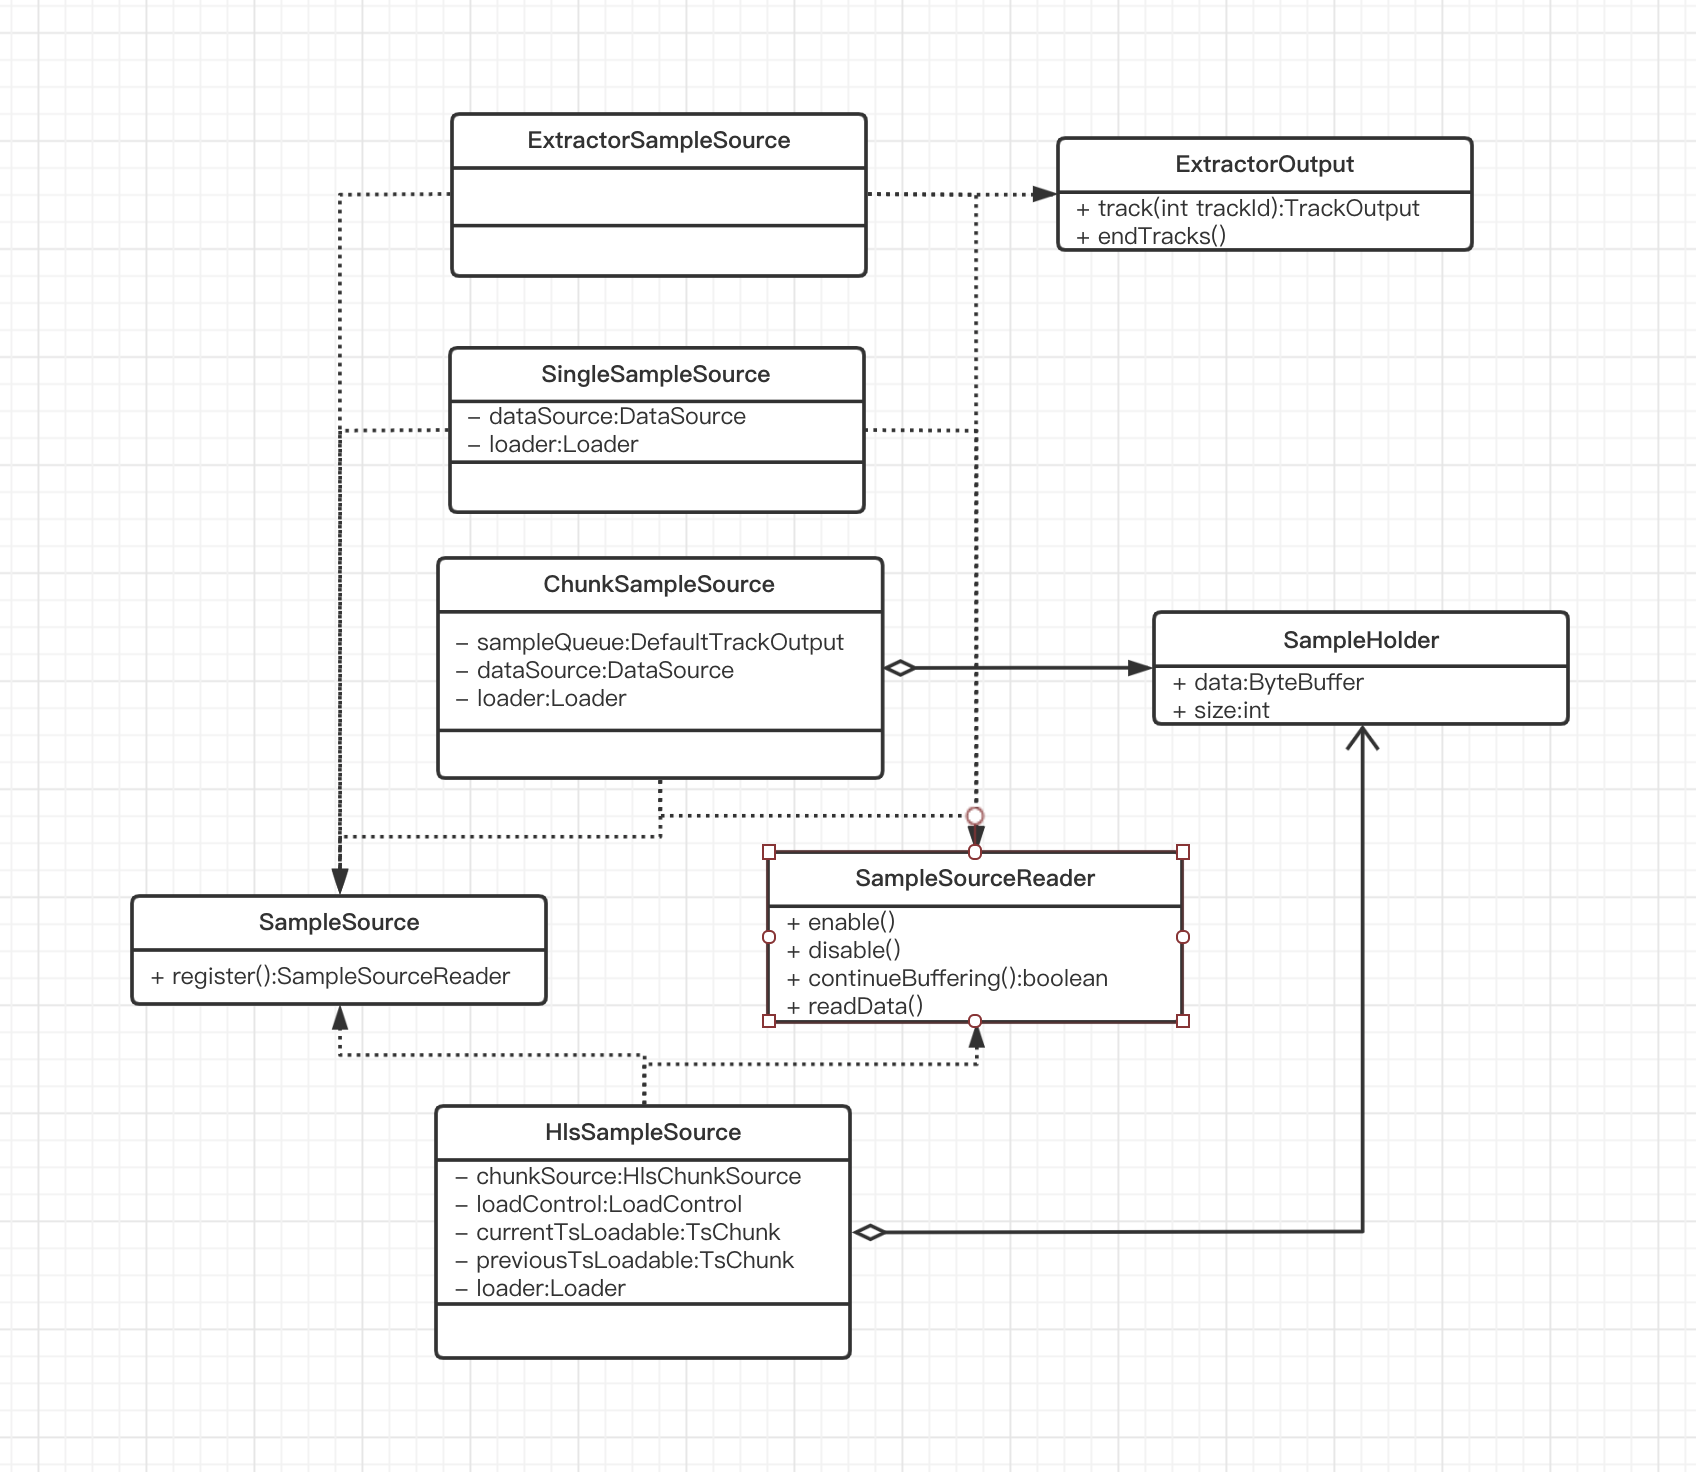 ExtractorSampleSource
ExtractorOutput
+ track(int trackId):TrackOutput
+ endTracks()
SingleSampleSource
– dataSource:DataSource
– loader:Loader
ChunkSampleSource
– sampleQueue:DefaultTrackOutput
– dataSource:DataSource
– loader:Loader
SampleHolder
+ data:ByteBuffer
+ size:int
SampleSource
+ register():SampleSourceReader
SampleSourceReader
+ enable()
+ disable()
+ continueBuffering():boolean
+ readData()
HlsSampleSource
– chunkSource:HlsChunkSource
– loadControl:LoadControl
– currentTsLoadable:TsChunk
– previousTsLoadable:TsChunk
– loader:Loader